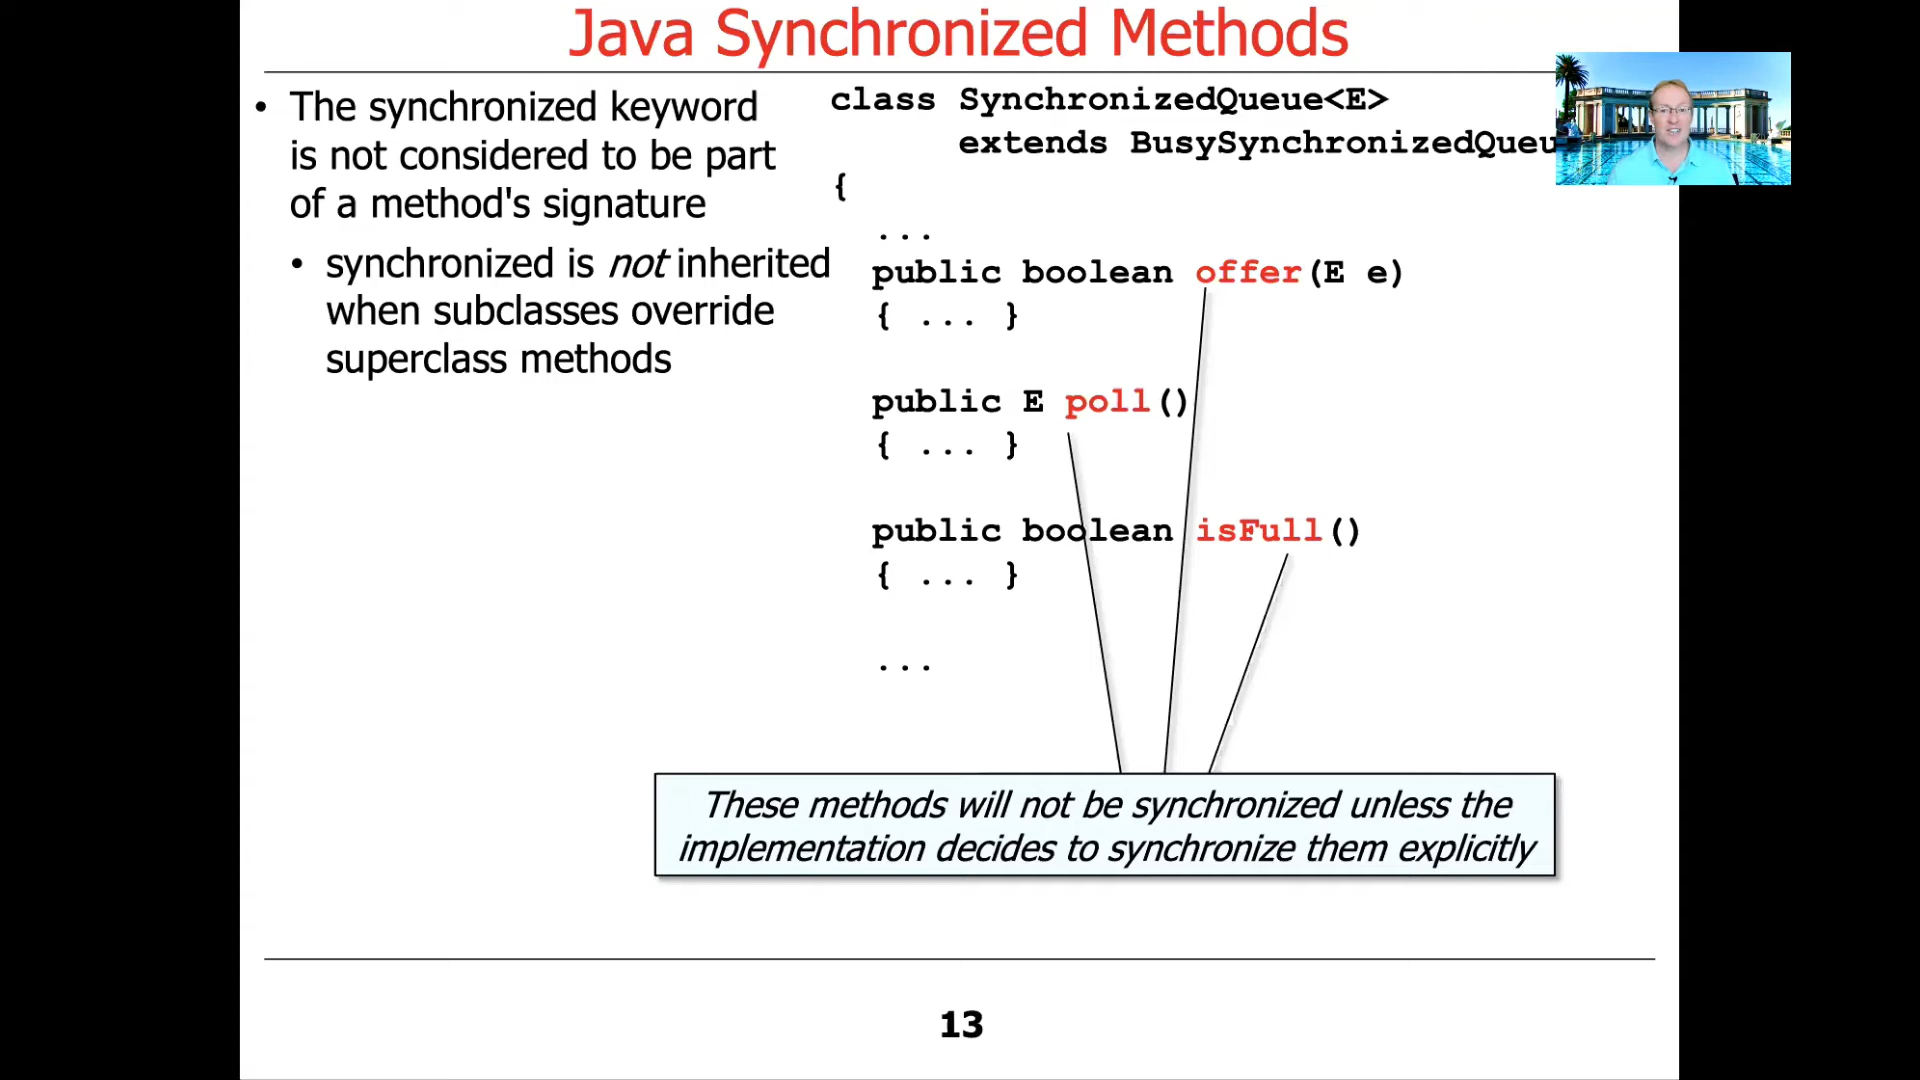 Java Synchronized Methods
• The synchronized keyword
is not considered to be part
of a method's signature
• synchronized is not inherited
when subclasses override
superclass methods
class SynchronizedQueue<E>
extends BusySynchronizedQueu
{
...
public boolean offer(E e)
{ ... }
public E poll()
{ ... }
public boolean isFull()
{ ... }
...
These methods will not be synchronized unless the
implementation decides to synchronize them explicitly
13